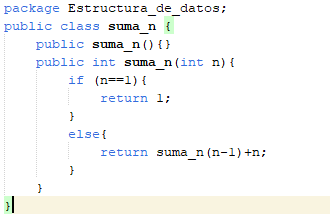 package Estructura_de_datos;
public class suma_n {
    public suma_n(){}
    public int suma_n(int n){
        if (n==1){
            return 1;
        }
        else{
            return suma_n(n-1)+n;
        }
    }
}